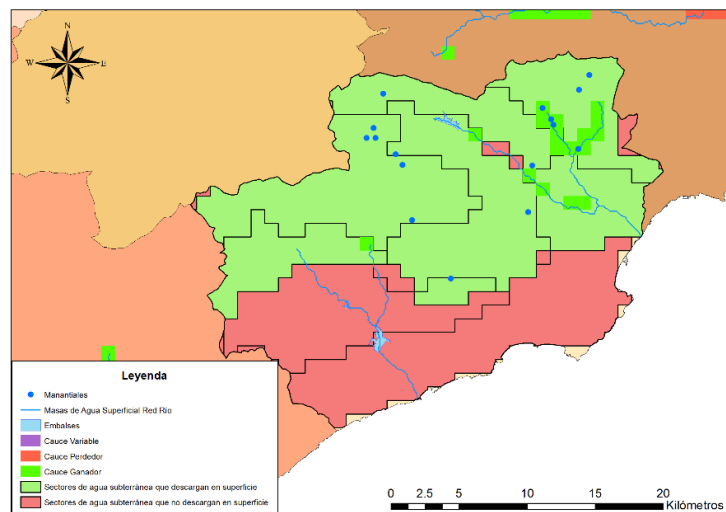 N
W E
S
Leyenda
Manantiales
Masas de Agua Superficial Red Río
Embalses
Cauce Variable
Cauce Perdedor
Cauce Ganador
Sectores de agua subterránea que descargan en superficie
Sectores de agua subterránea que no descargan en superficie
0 2.5 5 10 15 20
Kilómetros